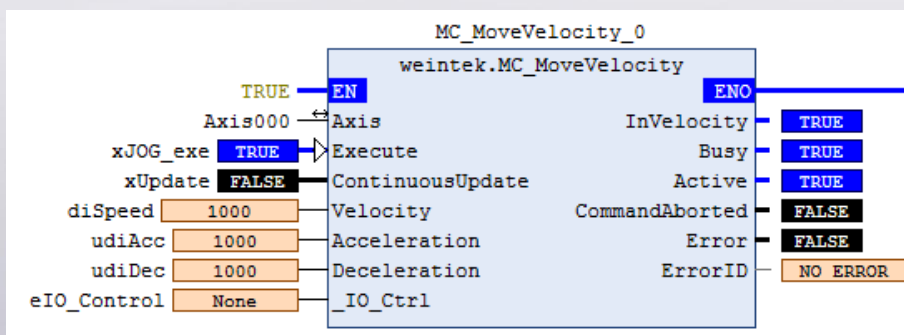 MC_MoveVelocity_0
weintek.MC_MoveVelocity
TRUE EN ENO
Axis000 Axis InVelocity TRUE
xJOG_exe TRUE Execute Busy TRUE
xUpdate FALSE ContinuousUpdate Active TRUE
diSpeed 1000 Velocity CommandAborted FALSE
udiAcc 1000 Acceleration Error FALSE
udiDec 1000 Deceleration ErrorID NO ERROR
eIO_Control None _IO_Ctrl